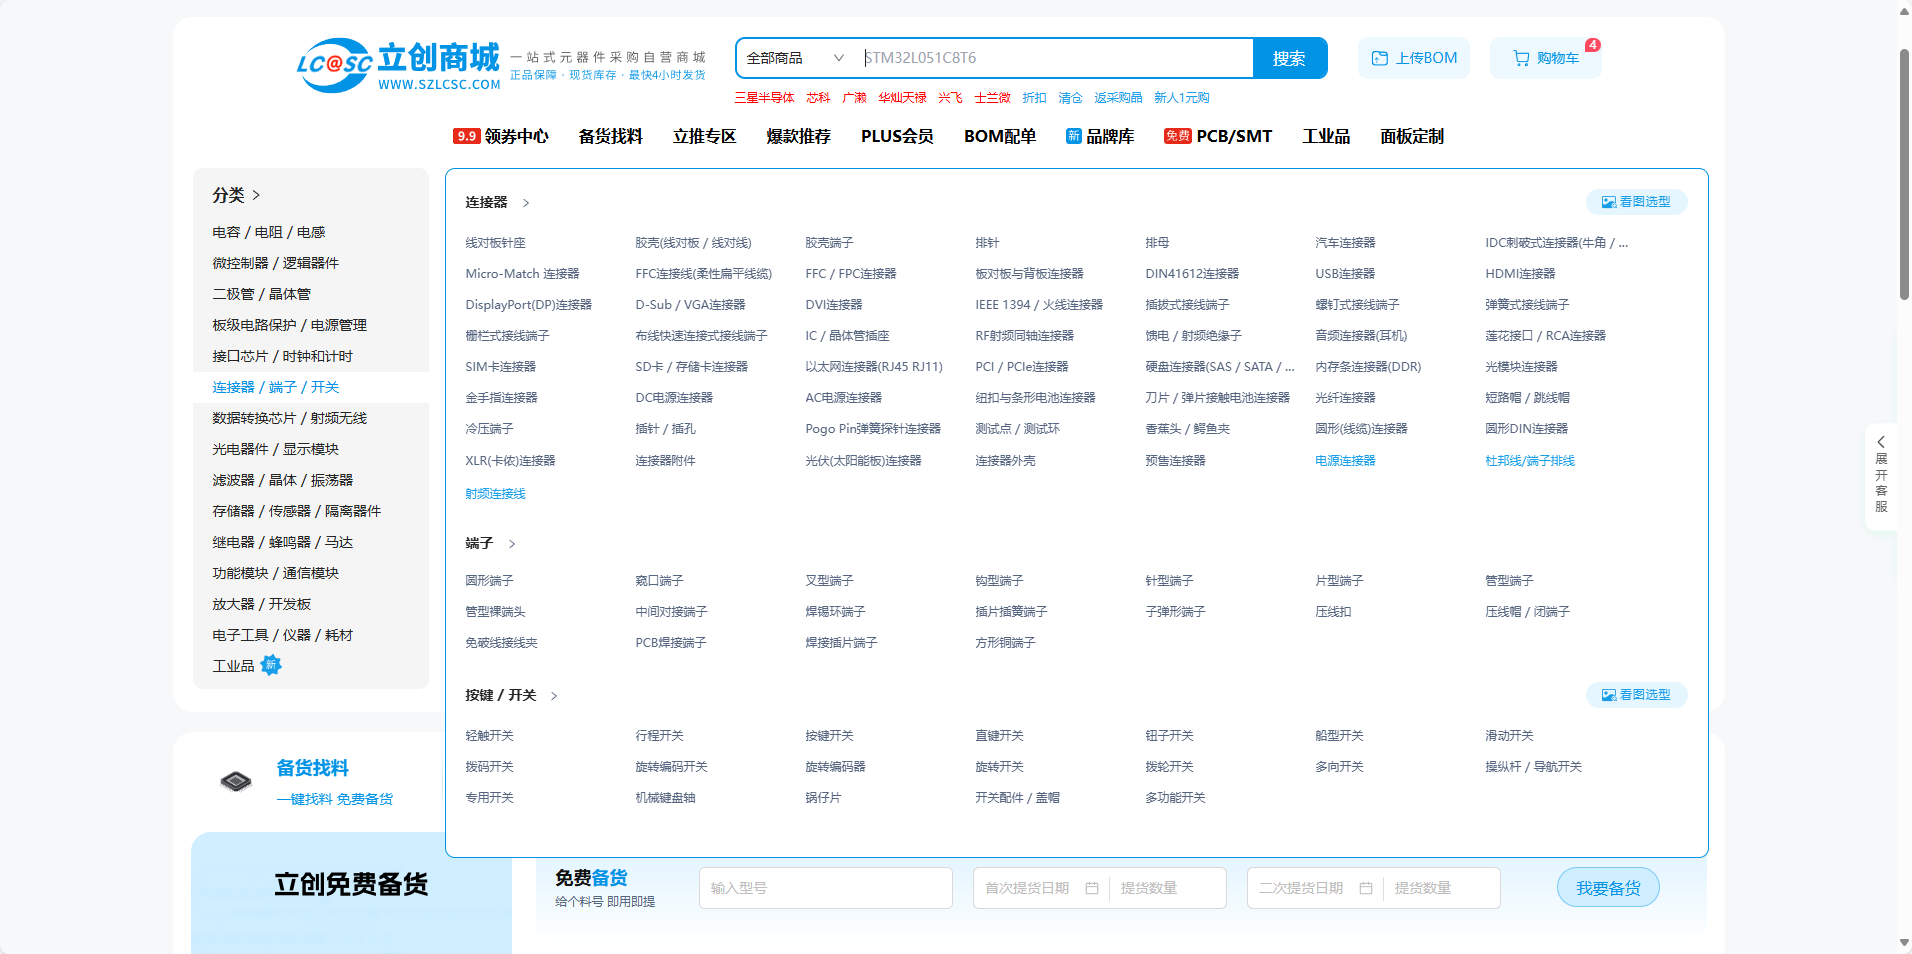 LC@SC 立创商城 一站式元器件采购自营商城
WWW.SZLCSC.COM 正品保障 · 现货库存 · 最快4小时发货
全部商品 STM32L051C8T6 搜索 上传BOM 购物车 4
三星半导体 芯科 广濑 华灿天禄 兴飞 士兰微 折扣 清仓 返采购晶 新人1元购
9.9 领券中心 备货找料 立推专区 爆款推荐 PLUS会员 BOM配单 新 品牌库 免费 PCB/SMT 工业品 面板定制
分类 >
电容 / 电阻 / 电感
微控制器 / 逻辑器件
二极管 / 晶体管
板级电路保护 / 电源管理
接口芯片 / 时钟和计时
连接器 / 端子 / 开关
数据转换芯片 / 射频无线
光电器件 / 显示模块
滤波器 / 晶体 / 振荡器
存储器 / 传感器 / 隔离器件
继电器 / 蜂鸣器 / 马达
功能模块 / 通信模块
放大器 / 开发板
电子工具 / 仪器 / 耗材
工业品 新
连接器 > 看图选型
线对板针座 胶壳(线对板 / 线对线) 胶壳端子 排针 排母 汽车连接器 IDC刺破式连接器(牛角 / ...
Micro-Match 连接器 FFC连接线(柔性扁平线缆) FFC / FPC连接器 板对板与背板连接器 DIN41612连接器 USB连接器 HDMI连接器
DisplayPort(DP)连接器 D-Sub / VGA连接器 DVI连接器 IEEE 1394 / 火线连接器 插拔式接线端子 螺钉式接线端子 弹簧式接线端子
栅栏式接线端子 布线快速连接式接线端子 IC / 晶体管插座 RF射频同轴连接器 馈电 / 射频绝缘子 音频连接器(耳机) 莲花接口 / RCA连接器
SIM卡连接器 SD卡 / 存储卡连接器 以太网连接器(RJ45 RJ11) PCI / PCIe连接器 硬盘连接器(SAS / SATA / ... 内存条连接器(DDR) 光模块连接器
金手指连接器 DC电源连接器 AC电源连接器 纽扣与条形电池连接器 刀片 / 弹片接触电池连接器 光纤连接器 短路帽 / 跳线帽
冷压端子 插针 / 插孔 Pogo Pin弹簧探针连接器 测试点 / 测试环 香蕉头 / 鳄鱼夹 圆形(线缆)连接器 圆形DIN连接器
XLR(卡侬)连接器 连接器附件 光伏(太阳能板)连接器 连接器外壳 预售连接器 电源连接器 杜邦线/端子排线
射频连接线
端子 >
圆形端子 窥口端子 叉型端子 钩型端子 针型端子 片型端子 管型端子
管型裸端头 中间对接端子 焊锡环端子 插片插簧端子 子弹形端子 压线扣 压线帽 / 闭端子
免破线接线夹 PCB焊接端子 焊接插片端子 方形铜端子
按键 / 开关 > 看图选型
轻触开关 行程开关 按键开关 直键开关 钮子开关 船型开关 滑动开关
拨码开关 旋转编码开关 旋转编码器 旋转开关 拨轮开关 多向开关 操纵杆 / 导航开关
专用开关 机械键盘轴 锅仔片 开关配件 / 盖帽 多功能开关
展开客服
备货找料
一键找料 免费备货
立创免费备货
免费备货 输入型号 首次提货日期 提货数量 二次提货日期 提货数量 我要备货
给个料号 即用即提